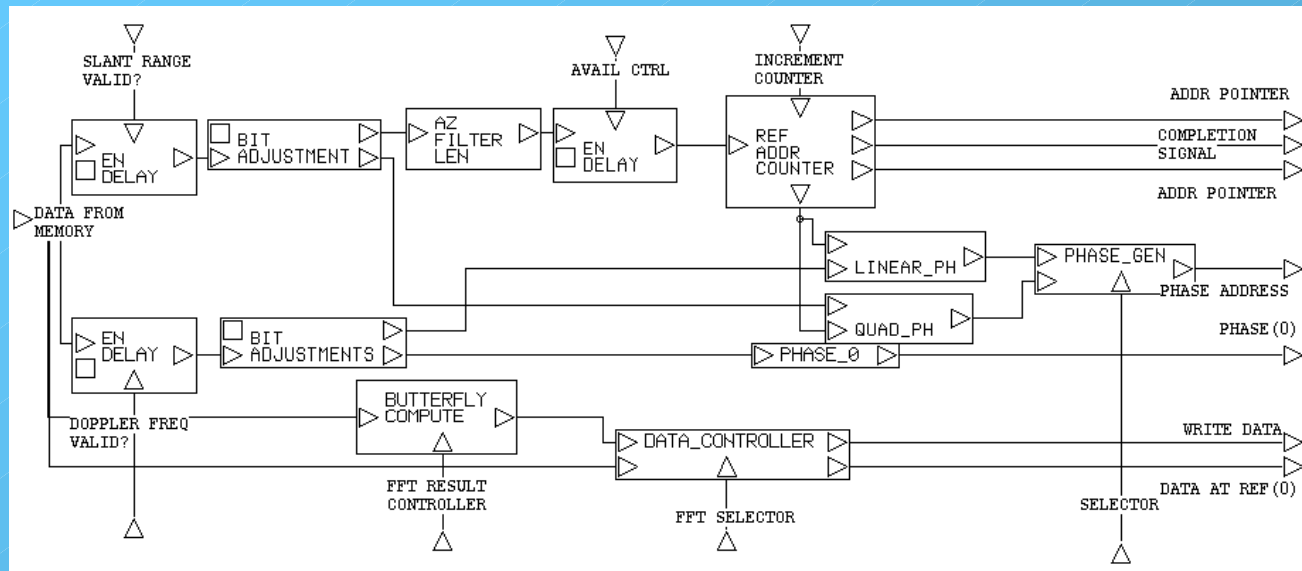 SLANT RANGE
VALID?
AVAIL CTRL
INCREMENT
COUNTER
ADDR POINTER
EN
DELAY
BIT
ADJUSTMENT
AZ
FILTER
LEN
EN
DELAY
REF
ADDR
COUNTER
COMPLETION
SIGNAL
ADDR POINTER
DATA FROM
MEMORY
LINEAR_PH
PHASE_GEN
PHASE ADDRESS
EN
DELAY
BIT
ADJUSTMENTS
QUAD_PH
PHASE(0)
PHASE_0
DOPPLER FREQ
VALID?
BUTTERFLY
COMPUTE
DATA_CONTROLLER
WRITE DATA
FFT RESULT
CONTROLLER
FFT SELECTOR
SELECTOR
DATA AT REF(0)